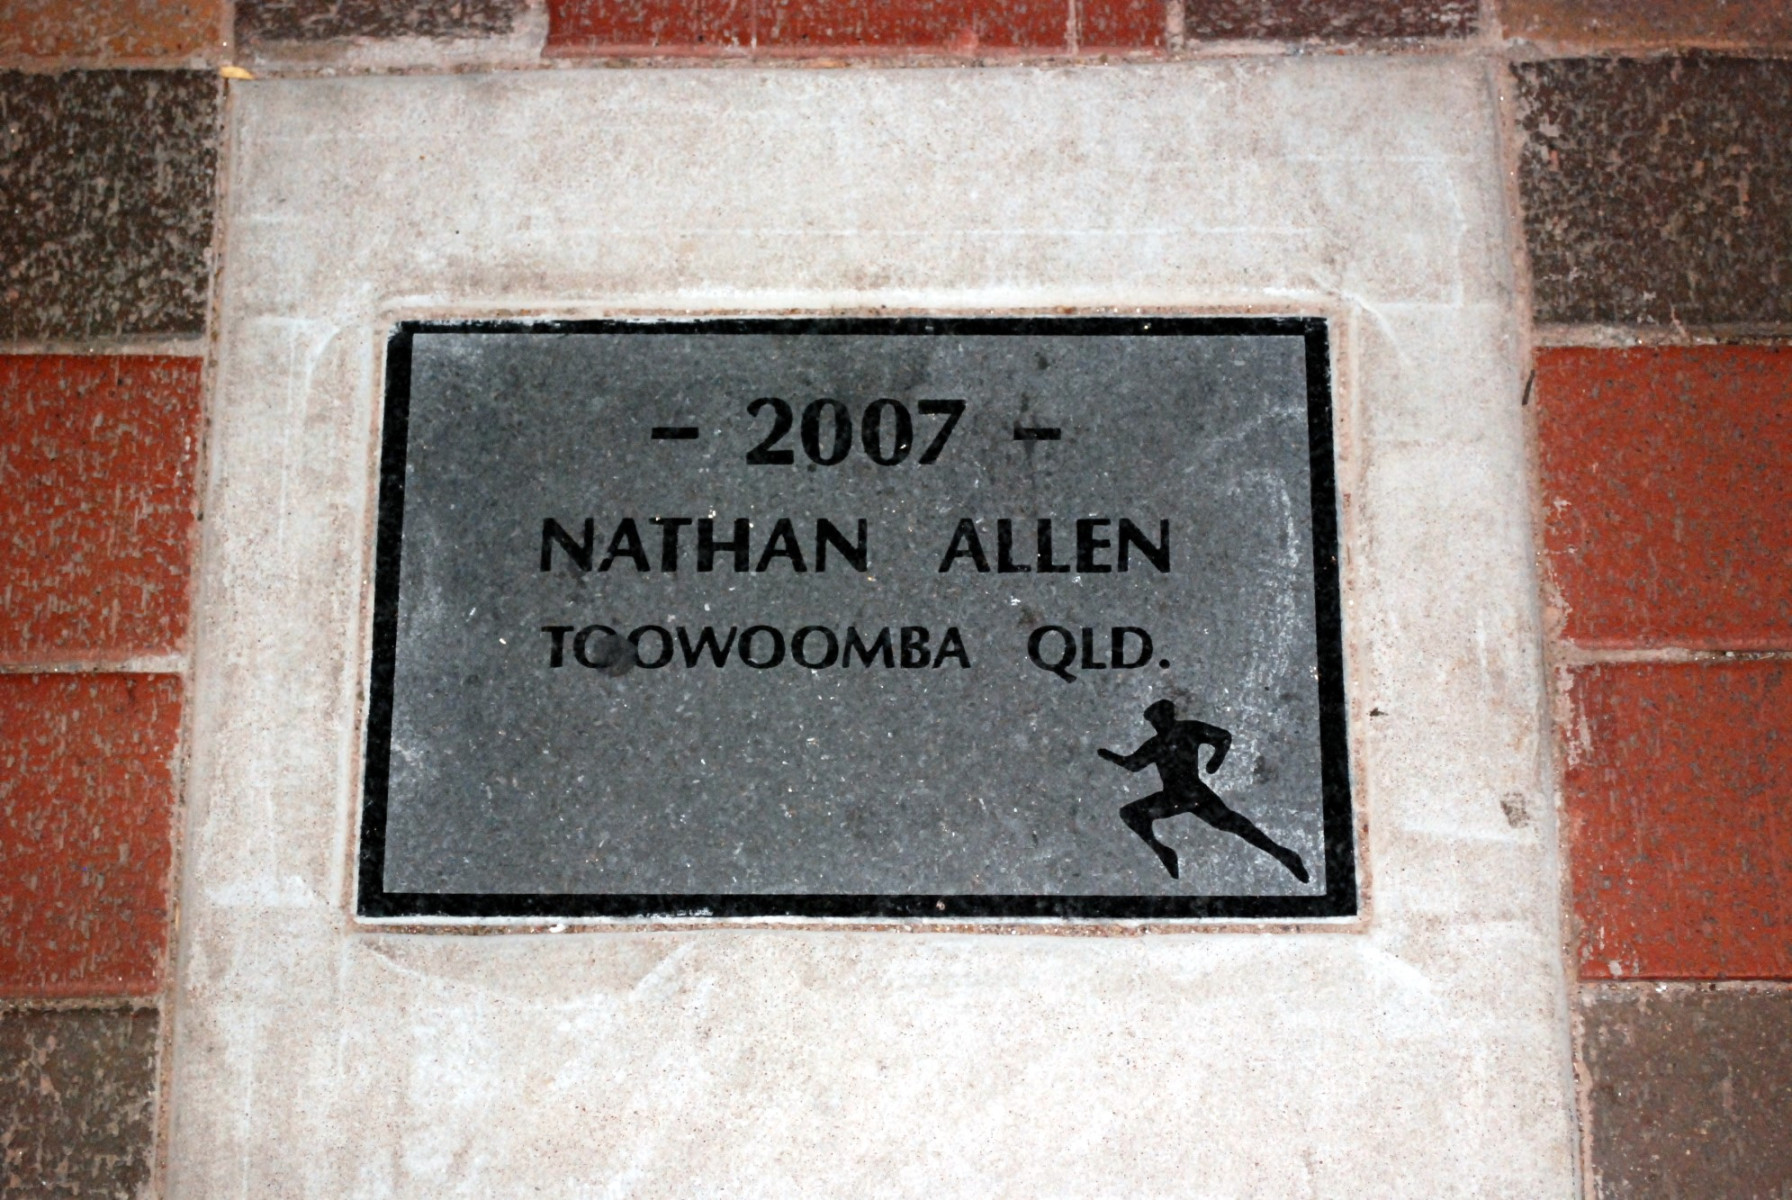 - 2007 -
NATHAN ALLEN
TOOWOOMBA QLD.